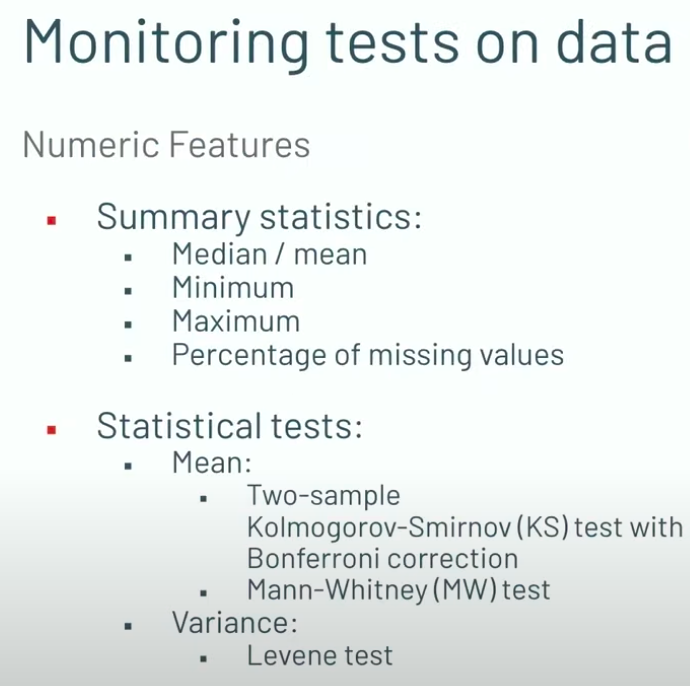 Monitoring tests on data
Numeric Features
Summary statistics:
Median / mean
Minimum
Maximum
Percentage of missing values
Statistical tests:
Mean:
Two-sample
Kolmogorov-Smirnov (KS) test with
Bonferroni correction
Mann-Whitney (MW) test
Variance:
Levene test